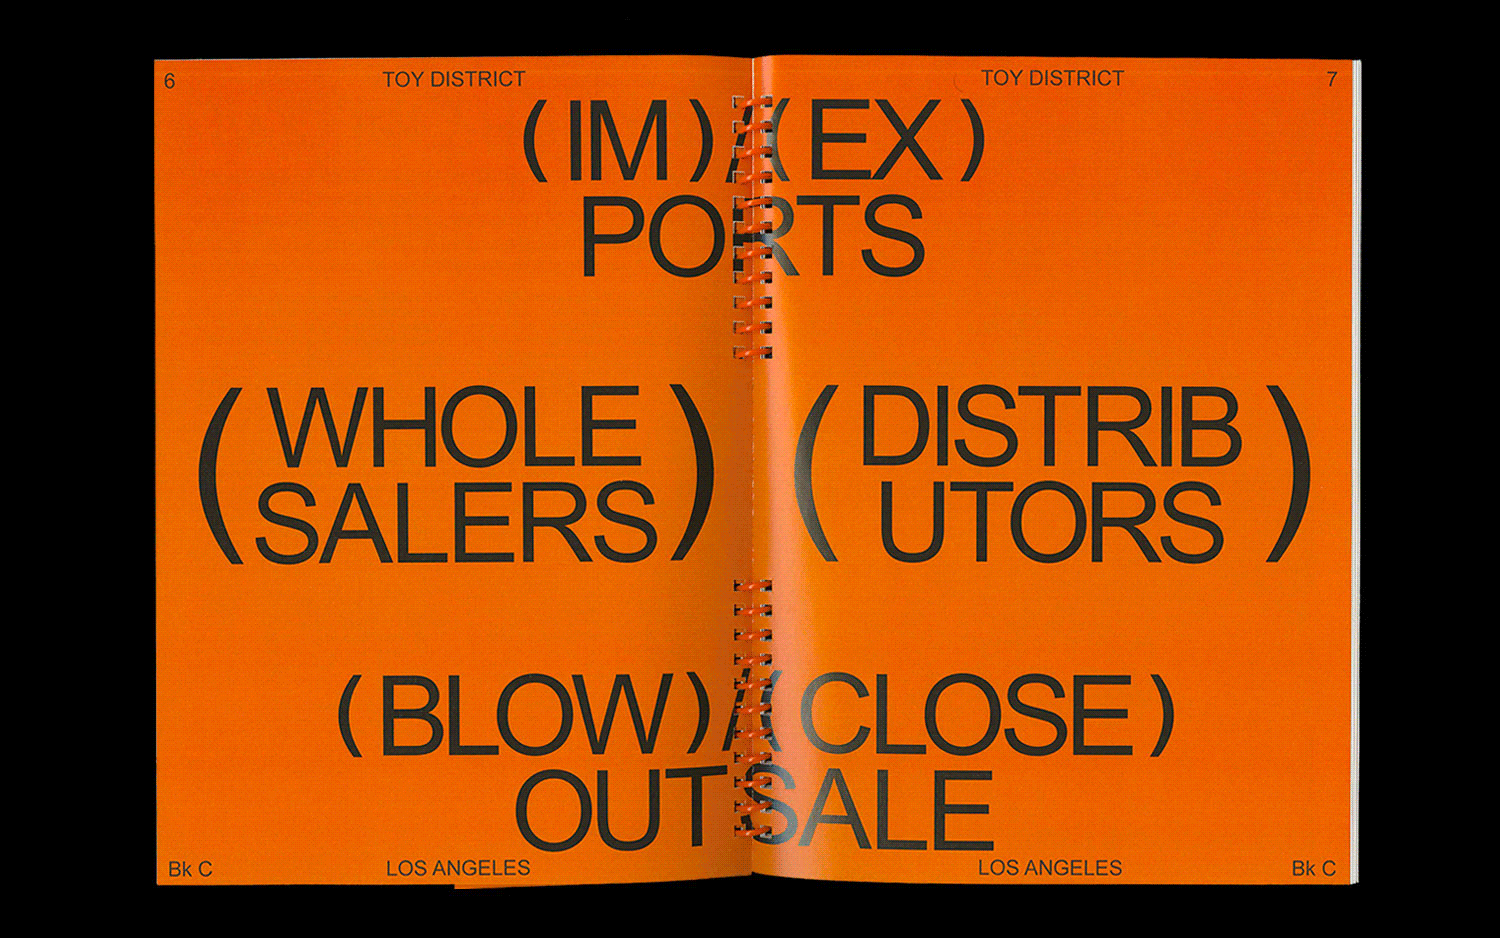 6 TOY DISTRICT TOY DISTRICT 7
(IM)/(EX)
PORTS
(WHOLE (DISTRIB
SALERS) UTORS)
(BLOW)/(CLOSE)
OUT SALE
Bk C LOS ANGELES LOS ANGELES Bk C